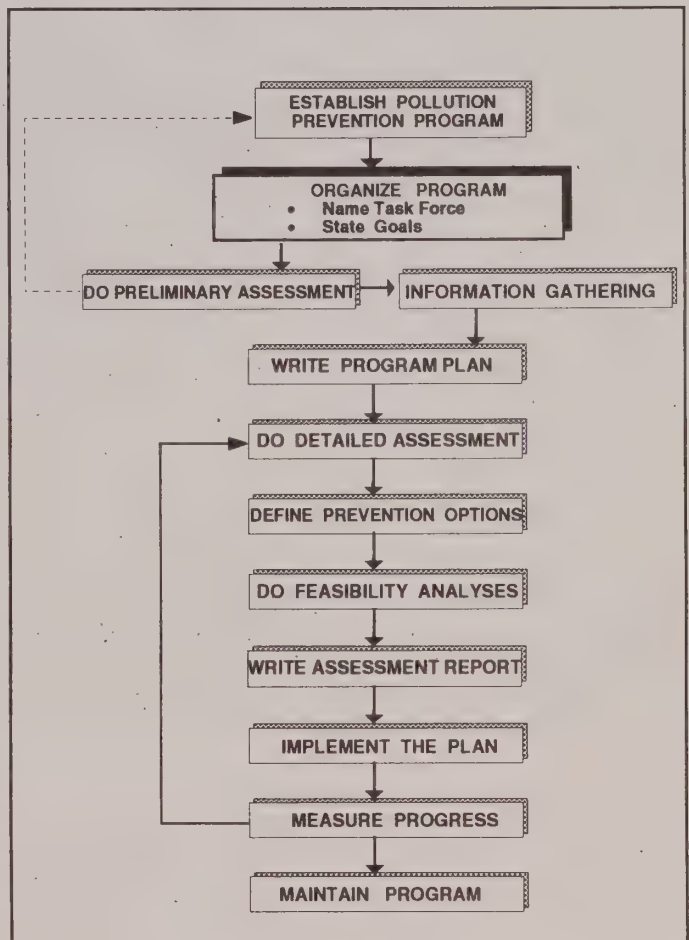 ESTABLISH POLLUTION
PREVENTION PROGRAM
ORGANIZE PROGRAM
• Name Task Force
• State Goals
DO PRELIMINARY ASSESSMENT
INFORMATION GATHERING
WRITE PROGRAM PLAN
DO DETAILED ASSESSMENT
DEFINE PREVENTION OPTIONS
DO FEASIBILITY ANALYSES
WRITE ASSESSMENT REPORT
IMPLEMENT THE PLAN
MEASURE PROGRESS
MAINTAIN PROGRAM